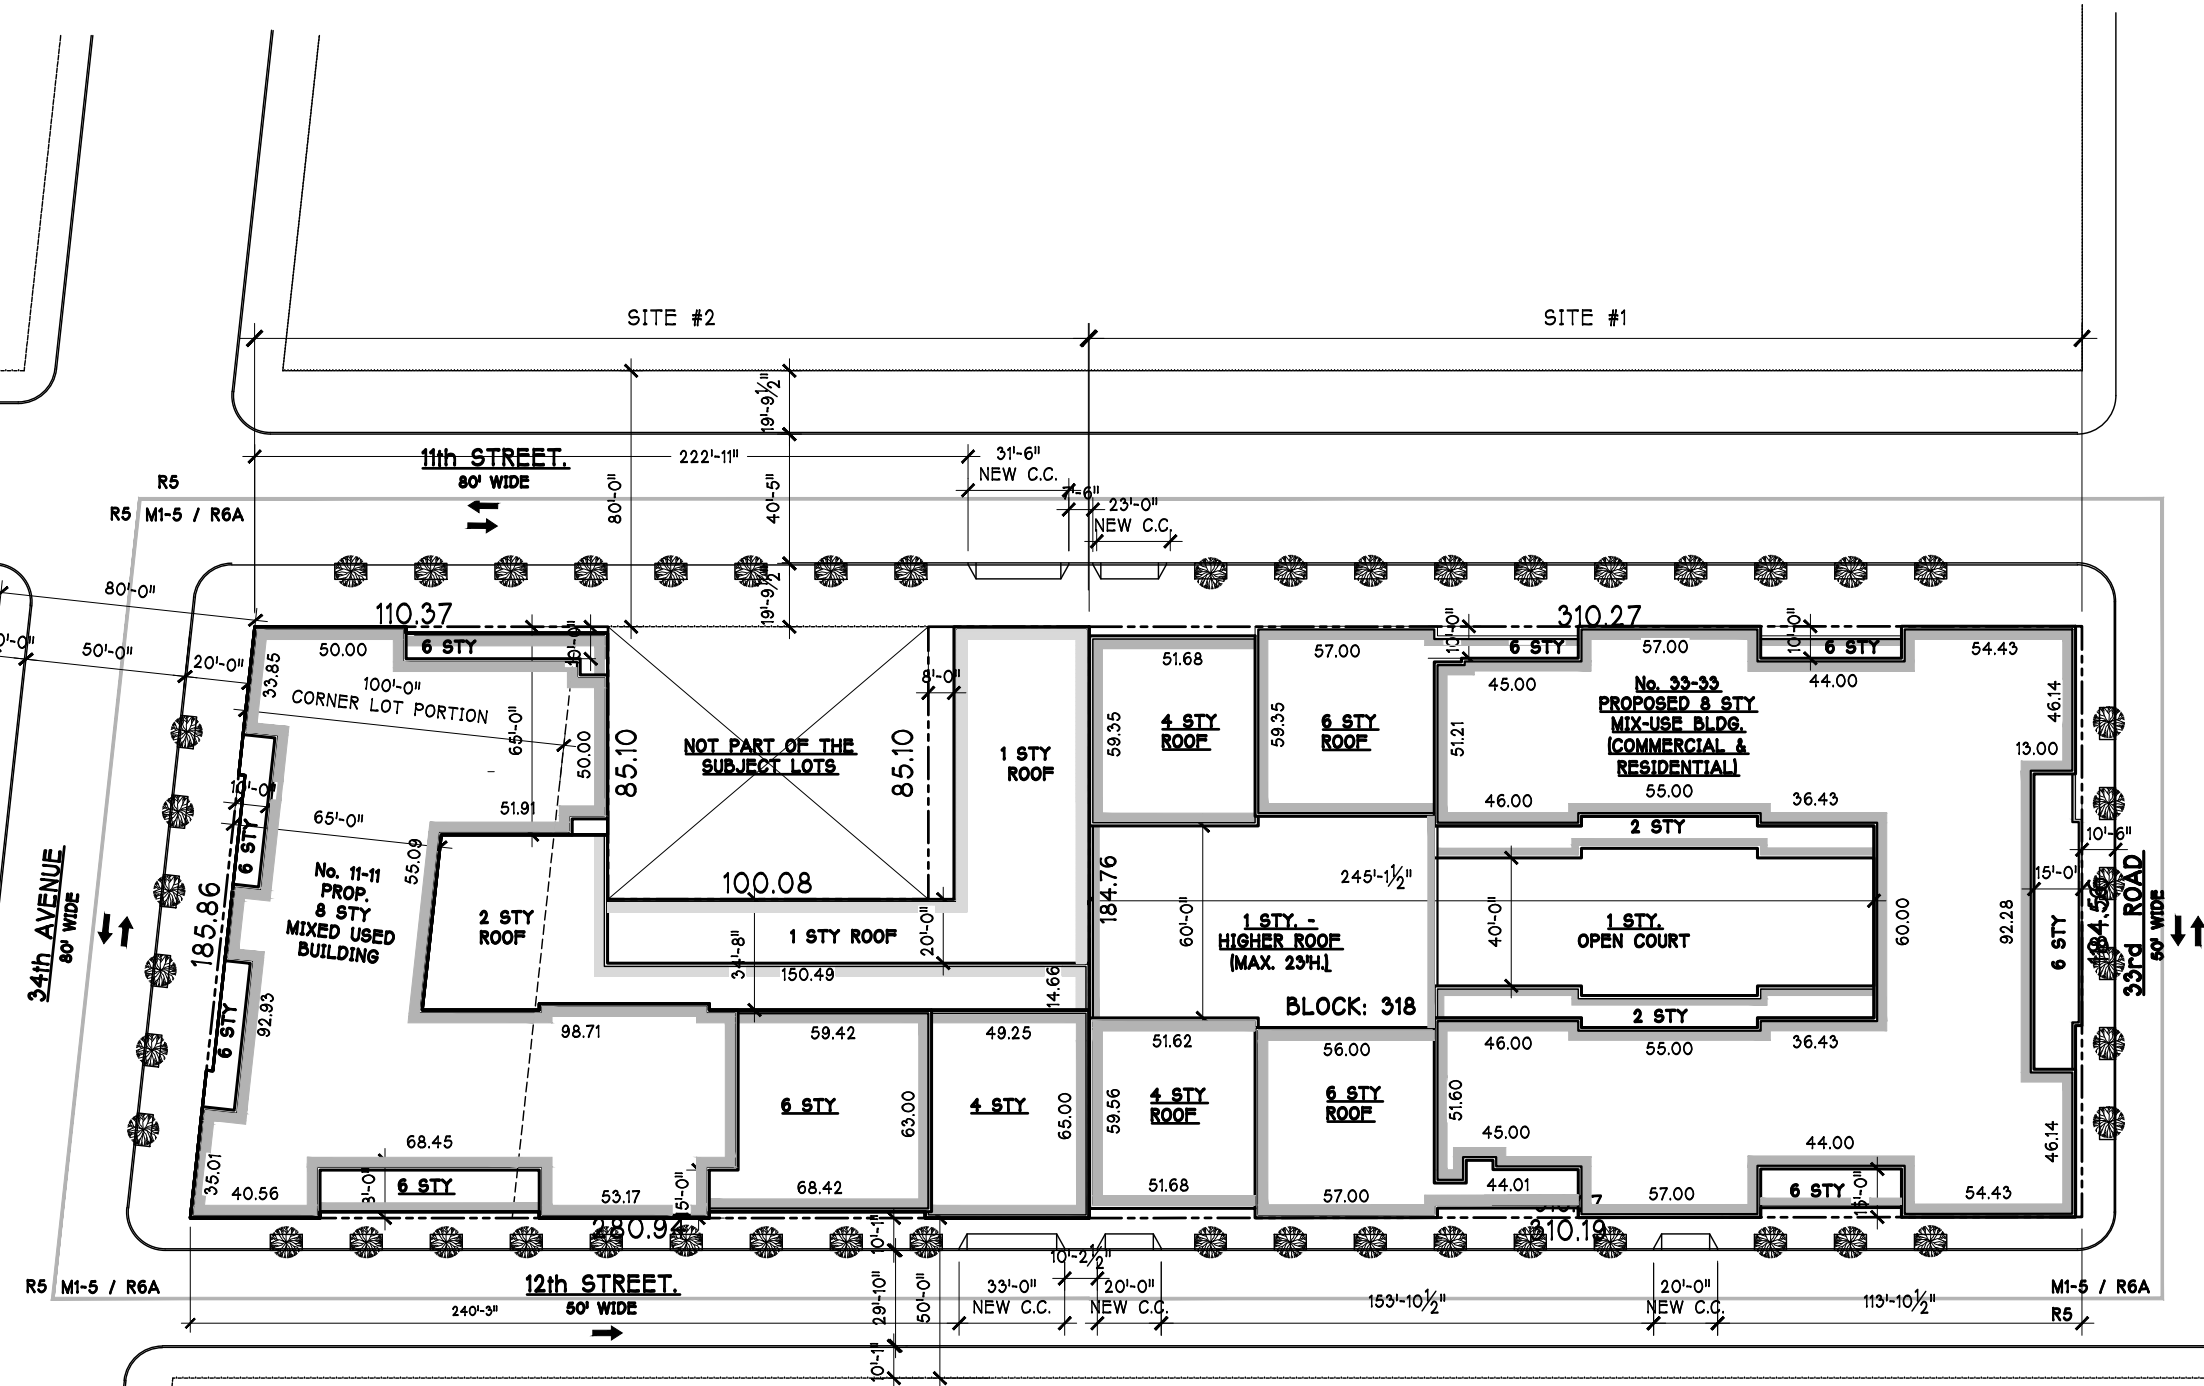 SITE #2
SITE #1
19'-9½"
11th STREET.
80' WIDE
222'-11"
31'-6"
NEW C.C.
23'-0"
NEW C.C.
80'-0"
40'-5"
19'-9½"
R5
R5
M1-5 / R6A
80'-0"
50'-0"
20'-0"
110.37
310.27
33.85
50.00
6 STY
100'-0"
CORNER LOT PORTION
65'-0"
50.00
51.91
85.10
NOT PART OF THE
SUBJECT LOTS
85.10
8'-0"
1 STY
ROOF
51.68
59.35
4 STY
ROOF
57.00
59.35
6 STY
ROOF
10'-0"
6 STY
45.00
51.21
46.00
57.00
No. 33-33
PROPOSED 8 STY
MIX-USE BLDG.
(COMMERCIAL &
RESIDENTIAL)
55.00
10'-0"
6 STY
44.00
36.43
54.43
46.14
13.00
10'-6"
15'-0"
2 STY
65'-0"
6 STY
55.09
No. 11-11
PROP.
8 STY
MIXED USED
BUILDING
34th AVENUE
80' WIDE
185.86
6 STY
92.93
2 STY
ROOF
100.08
1 STY ROOF
20'-0"
34'-8"
150.49
14.66
184.76
60'-0"
245'-1½"
1 STY. -
HIGHER ROOF
(MAX. 23'H.)
BLOCK: 318
40'-0"
1 STY.
OPEN COURT
60.00
92.28
6 STY
33rd ROAD
50' WIDE
2 STY
98.71
59.42
49.25
51.62
56.00
46.00
55.00
36.43
6 STY
63.00
4 STY
65.00
59.56
4 STY
ROOF
6 STY
ROOF
51.60
45.00
44.00
46.14
68.45
35.01
40.56
6 STY
53.17
68.42
51.68
57.00
44.01
57.00
6 STY
54.43
280.94
310.19
10'-1"
10'-2½"
R5
M1-5 / R6A
12th STREET.
50' WIDE
240'-3"
29'-10"
50'-0"
33'-0"
NEW C.C.
20'-0"
NEW C.C.
153'-10½"
20'-0"
NEW C.C.
113'-10½"
M1-5 / R6A
R5
10'-1"